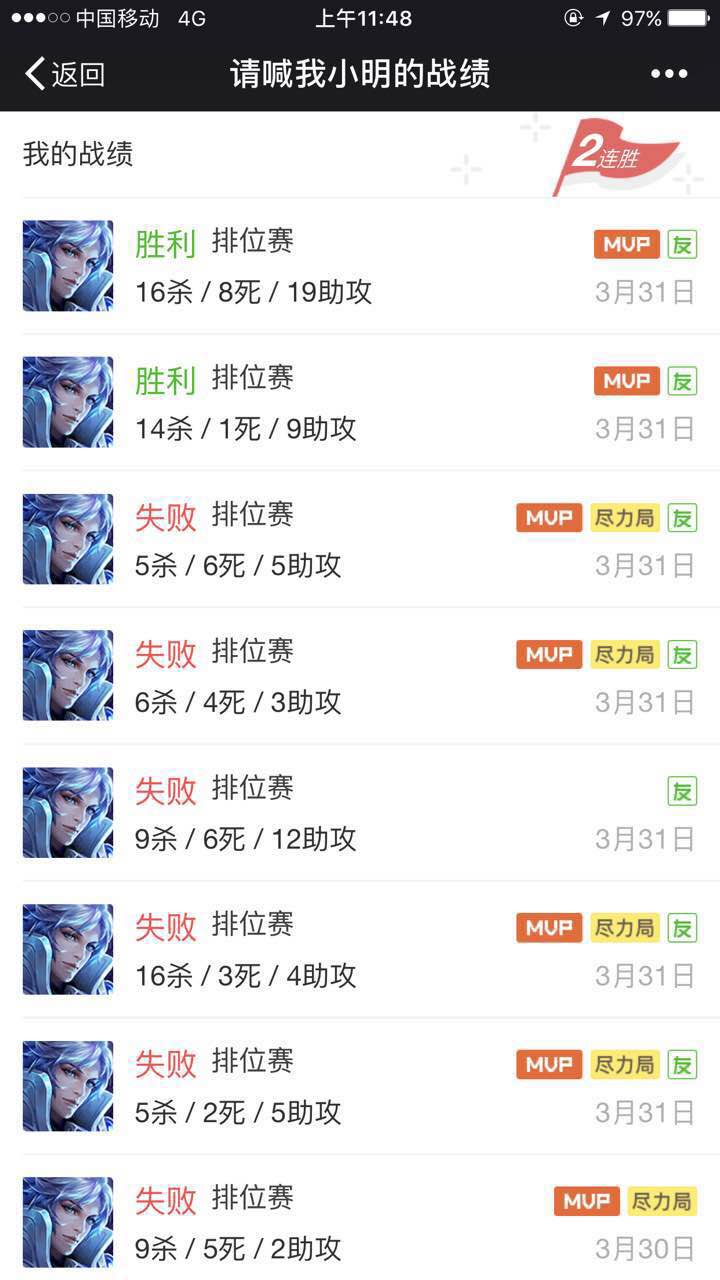 中国移动 4G 上午11:48 97%
返回 请喊我小明的战绩
我的战绩 2连胜
胜利 排位赛 MVP 友
16杀 / 8死 / 19助攻 3月31日
胜利 排位赛 MVP 友
14杀 / 1死 / 9助攻 3月31日
失败 排位赛 MVP 尽力局 友
5杀 / 6死 / 5助攻 3月31日
失败 排位赛 MVP 尽力局 友
6杀 / 4死 / 3助攻 3月31日
失败 排位赛 友
9杀 / 6死 / 12助攻 3月31日
失败 排位赛 MVP 尽力局 友
16杀 / 3死 / 4助攻 3月31日
失败 排位赛 MVP 尽力局 友
5杀 / 2死 / 5助攻 3月31日
失败 排位赛 MVP 尽力局
9杀 / 5死 / 2助攻 3月30日